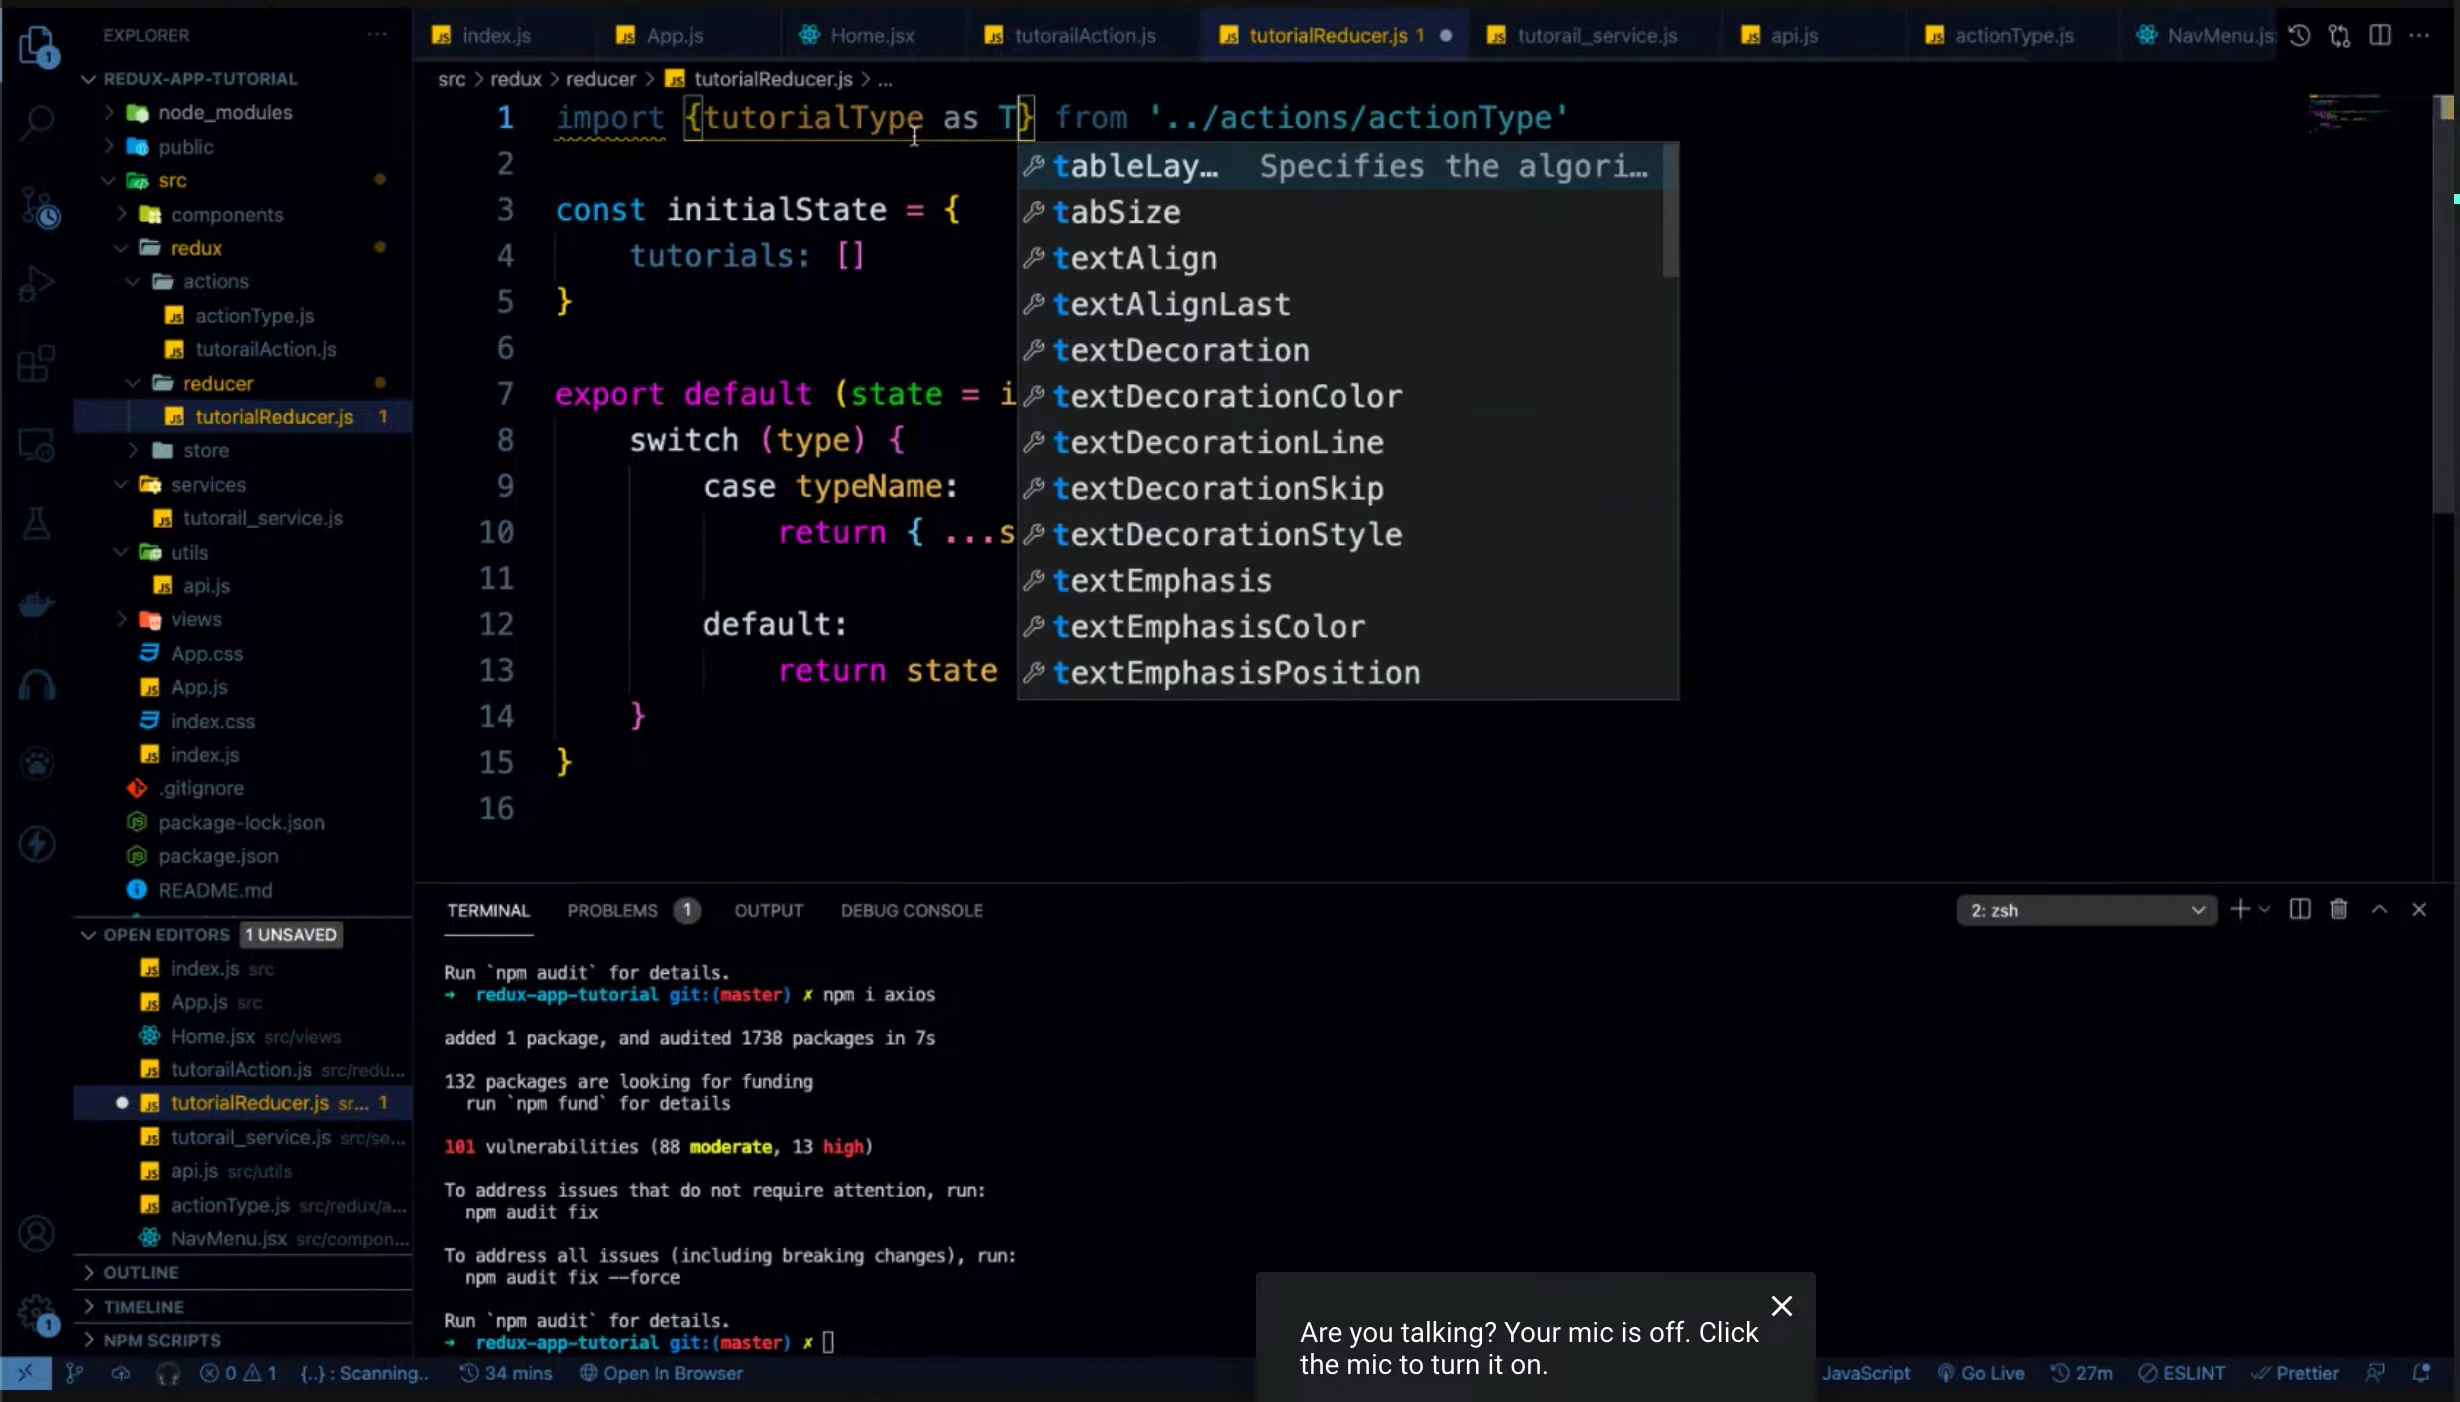 EXPLORER
index.js
App.js
Home.jsx
tutorailAction.js
tutorialReducer.js 1
tutorail_service.js
api.js
actionType.js
NavMenu.js
REDUX-APP-TUTORIAL
node_modules
public
src
components
redux
actions
actionType.js
tutorailAction.js
reducer
tutorialReducer.js 1
store
services
tutorail_service.js
utils
api.js
views
App.css
App.js
index.css
index.js
.gitignore
package-lock.json
package.json
README.md
OPEN EDITORS 1 UNSAVED
index.js src
App.js src
Home.jsx src/views
tutorailAction.js src/redu...
tutorialReducer.js sr... 1
tutorail_service.js src/se...
api.js src/utils
actionType.js src/redux/a...
NavMenu.jsx src/compon...
OUTLINE
TIMELINE
NPM SCRIPTS
src > redux > reducer > tutorialReducer.js > ...
1 import {tutorialType as T} from '../actions/actionType'
2
3 const initialState = {
4 tutorials: []
5 }
6
7 export default (state = i
8 switch (type) {
9 case typeName:
10 return { ...s
11
12 default:
13 return state
14 }
15 }
16
tableLay… Specifies the algori…
tabSize
textAlign
textAlignLast
textDecoration
textDecorationColor
textDecorationLine
textDecorationSkip
textDecorationStyle
textEmphasis
textEmphasisColor
textEmphasisPosition
TERMINAL PROBLEMS 1 OUTPUT DEBUG CONSOLE
2: zsh
Run `npm audit` for details.
→ redux-app-tutorial git:(master) ✗ npm i axios
added 1 package, and audited 1738 packages in 7s
132 packages are looking for funding
run `npm fund` for details
101 vulnerabilities (88 moderate, 13 high)
To address issues that do not require attention, run:
npm audit fix
To address all issues (including breaking changes), run:
npm audit fix --force
Run `npm audit` for details.
→ redux-app-tutorial git:(master) ✗
Are you talking? Your mic is off. Click
the mic to turn it on.
0 1 {..} : Scanning.. 34 mins Open In Browser
JavaScript Go Live 27m ESLINT Prettier